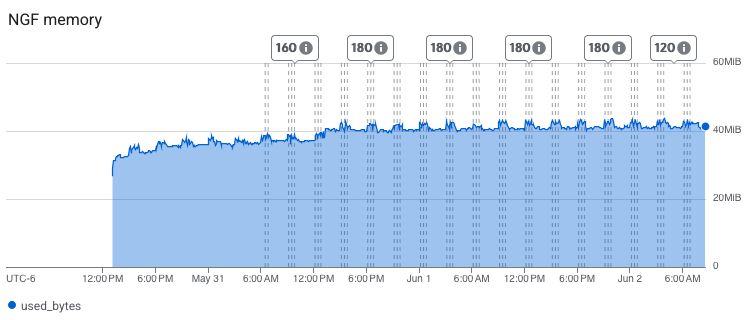 NGF memory
160 180 180 180 180 120
60MiB
40MiB
20MiB
0
UTC-6 12:00 PM 6:00 PM May 31 6:00 AM 12:00 PM 6:00 PM Jun 1 6:00 AM 12:00 PM 6:00 PM Jun 2 6:00 AM
used_bytes